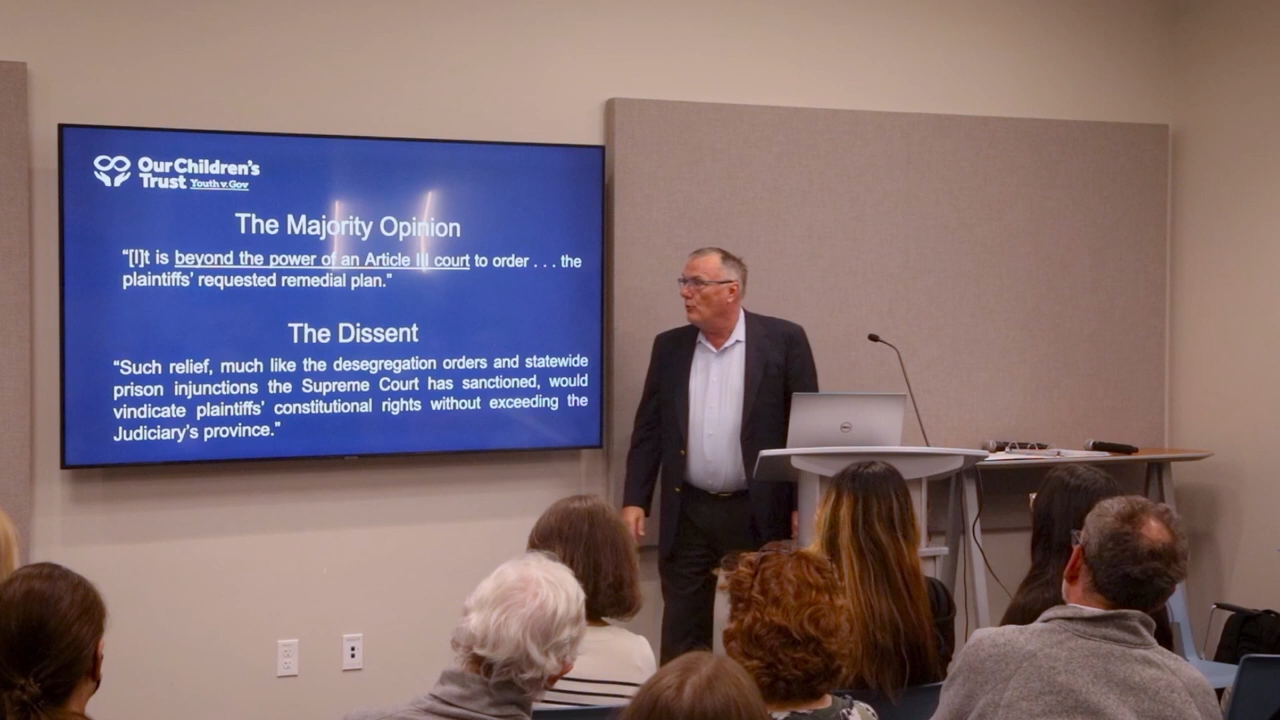 Our Children's
Trust Youth v. Gov
The Majority Opinion
“[I]t is beyond the power of an Article III court to order . . . the
plaintiffs’ requested remedial plan.”
The Dissent
“Such relief, much like the desegregation orders and statewide
prison injunctions the Supreme Court has sanctioned, would
vindicate plaintiffs’ constitutional rights without exceeding the
Judiciary’s province.”
DELL